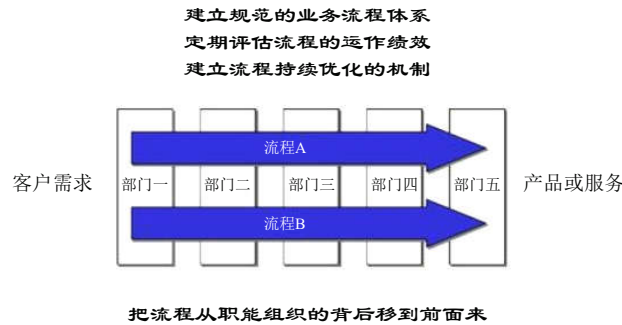 建立规范的业务流程体系
定期评估流程的运作绩效
建立流程持续优化的机制
流程A
客户需求 部门一 部门二 部门三 部门四 部门五 产品或服务
流程B
把流程从职能组织的背后移到前面来